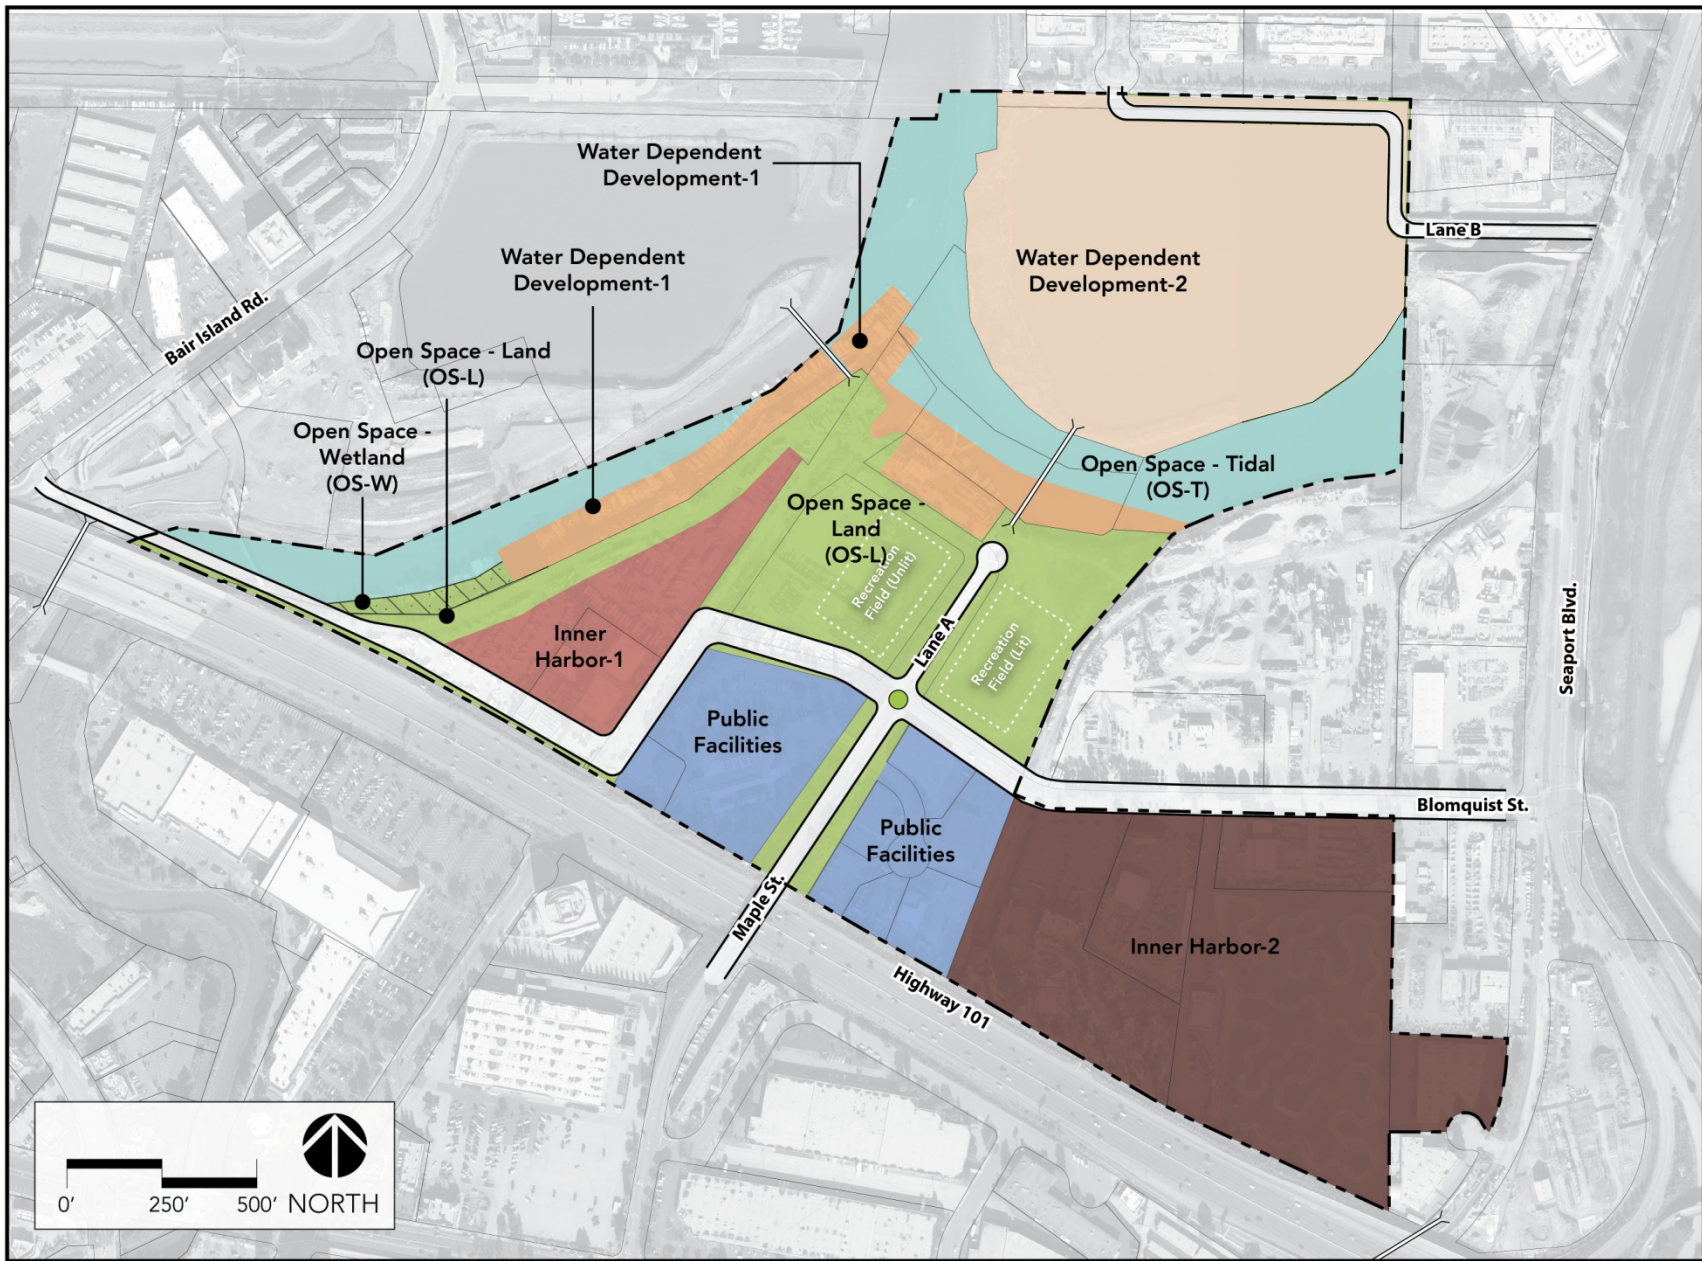 Water Dependent
Development-1
Water Dependent
Development-1
Water Dependent
Development-2
Lane B
Bair Island Rd.
Open Space - Land
(OS-L)
Open Space -
Wetland
(OS-W)
Open Space - Tidal
(OS-T)
Open Space -
Land
(OS-L)
Recreation
Field (Unlit)
Lane A
Recreation
Field (Lit)
Inner
Harbor-1
Seaport Blvd.
Public
Facilities
Public
Facilities
Blomquist St.
Maple St.
Inner Harbor-2
Highway 101
0' 250' 500' NORTH